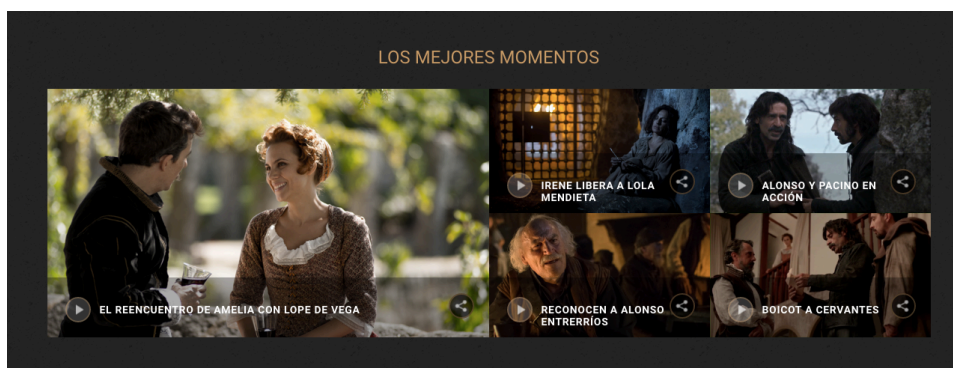 LOS MEJORES MOMENTOS
IRENE LIBERA A LOLA
MENDIETA
ALONSO Y PACINO EN
ACCIÓN
EL REENCUENTRO DE AMELIA CON LOPE DE VEGA
RECONOCEN A ALONSO
ENTRERRÍOS
BOICOT A CERVANTES